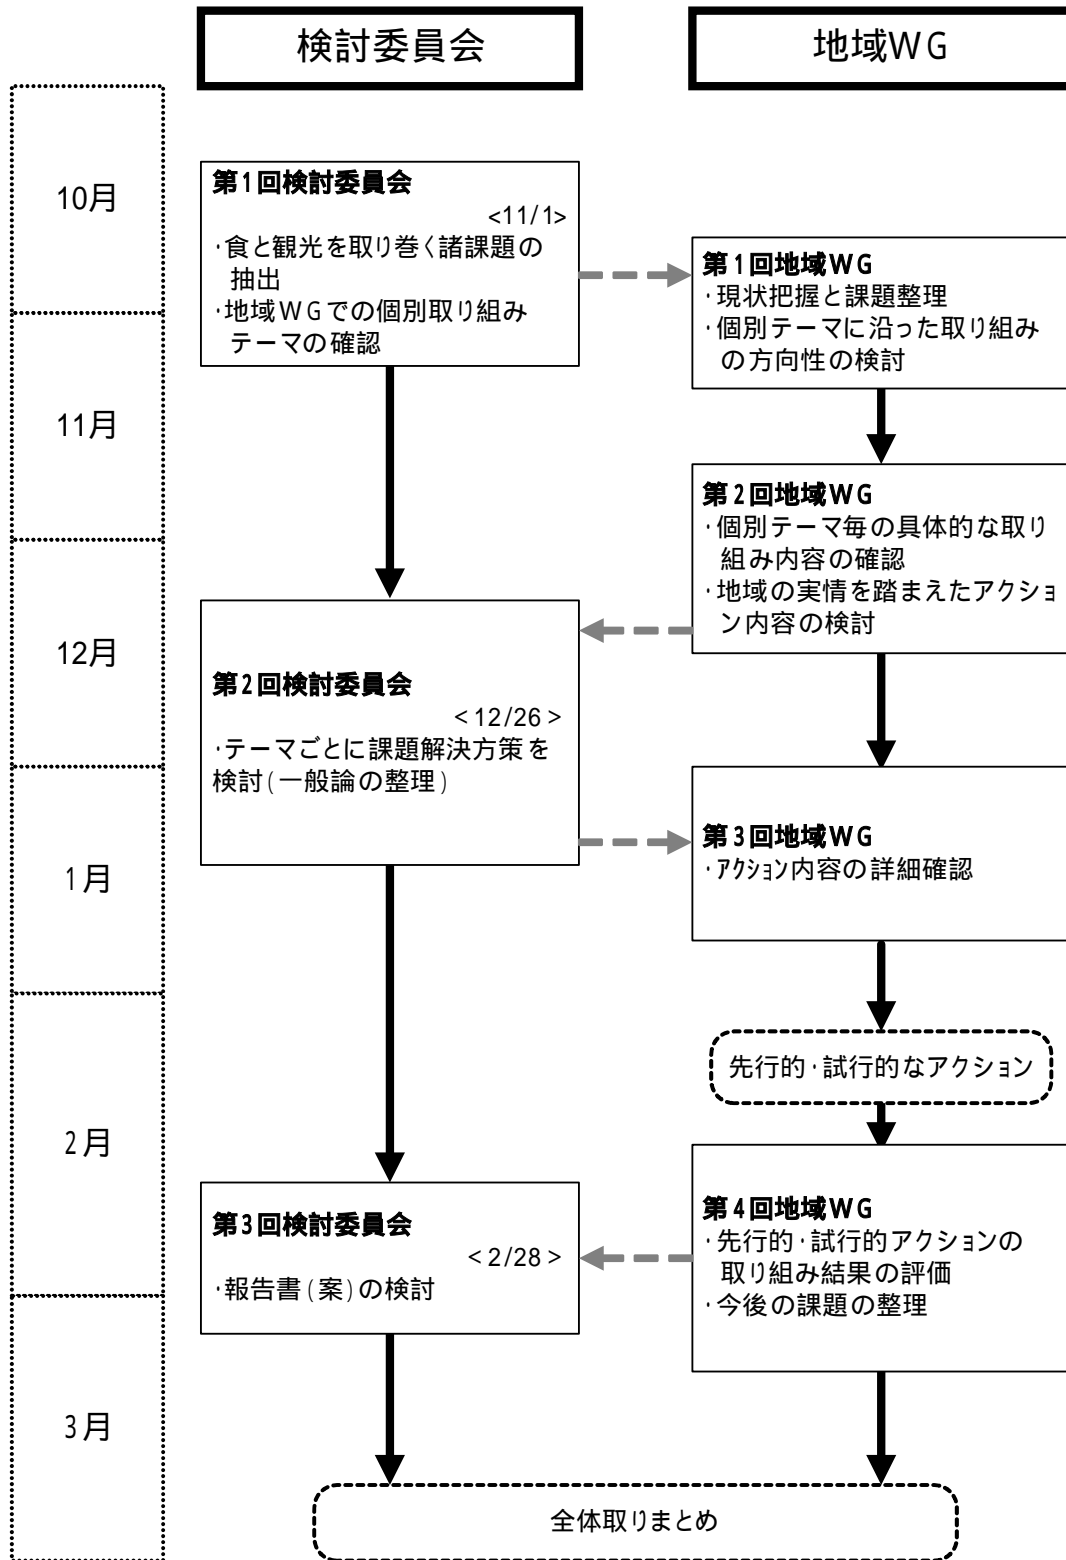 検討委員会
地域WG
10月
11月
12月
1月
2月
3月
第1回検討委員会
<11/1>
・食と観光を取り巻く諸課題の
抽出
・地域WGでの個別取り組み
テーマの確認
第1回地域WG
・現状把握と課題整理
・個別テーマに沿った取り組み
の方向性の検討
第2回地域WG
・個別テーマ毎の具体的な取り
組み内容の確認
・地域の実情を踏まえたアクショ
ン内容の検討
第2回検討委員会
<12/26>
・テーマごとに課題解決方策を
検討(一般論の整理)
第3回地域WG
・アクション内容の詳細確認
先行的・試行的なアクション
第3回検討委員会
<2/28>
・報告書(案)の検討
第4回地域WG
・先行的・試行的アクションの
取り組み結果の評価
・今後の課題の整理
全体取りまとめ